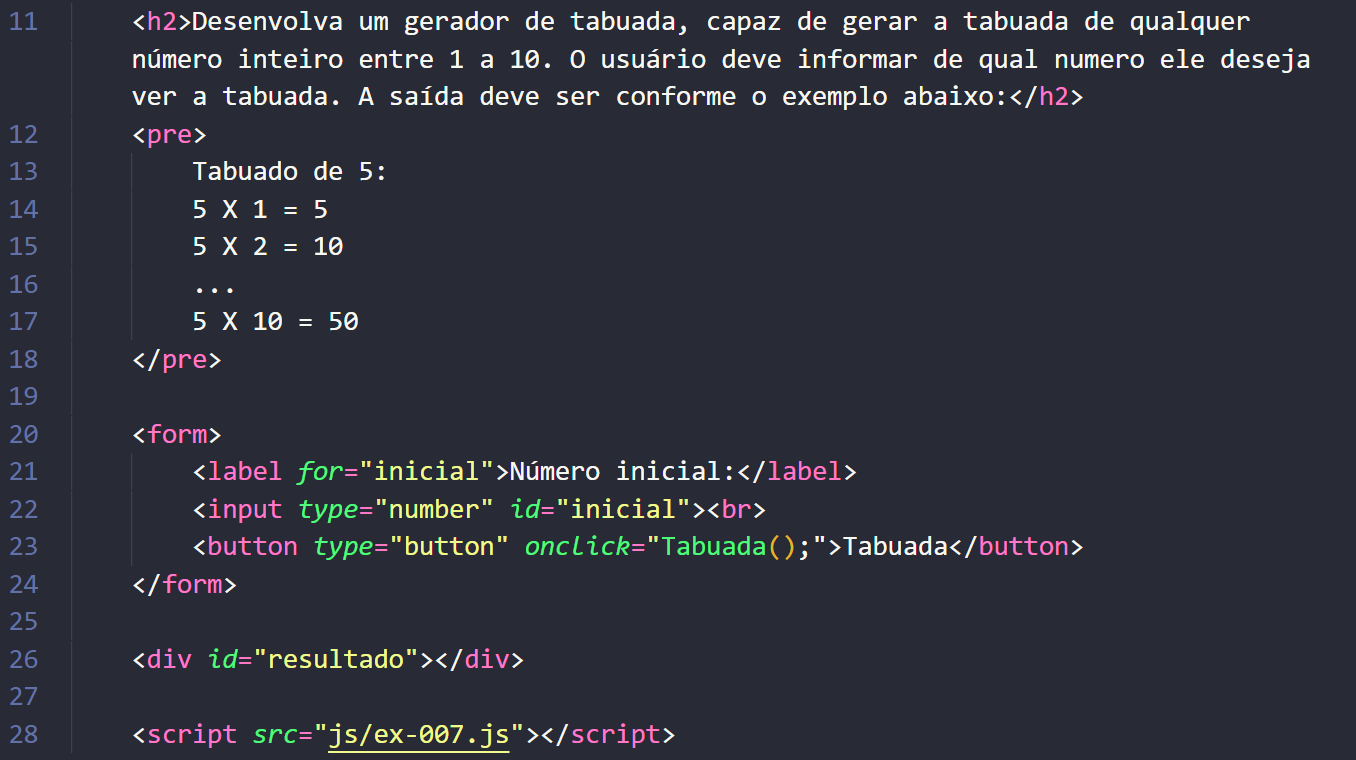 11 <h2>Desenvolva um gerador de tabuada, capaz de gerar a tabuada de qualquer
número inteiro entre 1 a 10. O usuário deve informar de qual numero ele deseja
ver a tabuada. A saída deve ser conforme o exemplo abaixo:</h2>
12 <pre>
13 Tabuado de 5:
14 5 X 1 = 5
15 5 X 2 = 10
16 ...
17 5 X 10 = 50
18 </pre>
19
20 <form>
21 <label for="inicial">Número inicial:</label>
22 <input type="number" id="inicial"><br>
23 <button type="button" onclick="Tabuada();">Tabuada</button>
24 </form>
25
26 <div id="resultado"></div>
27
28 <script src="js/ex-007.js"></script>